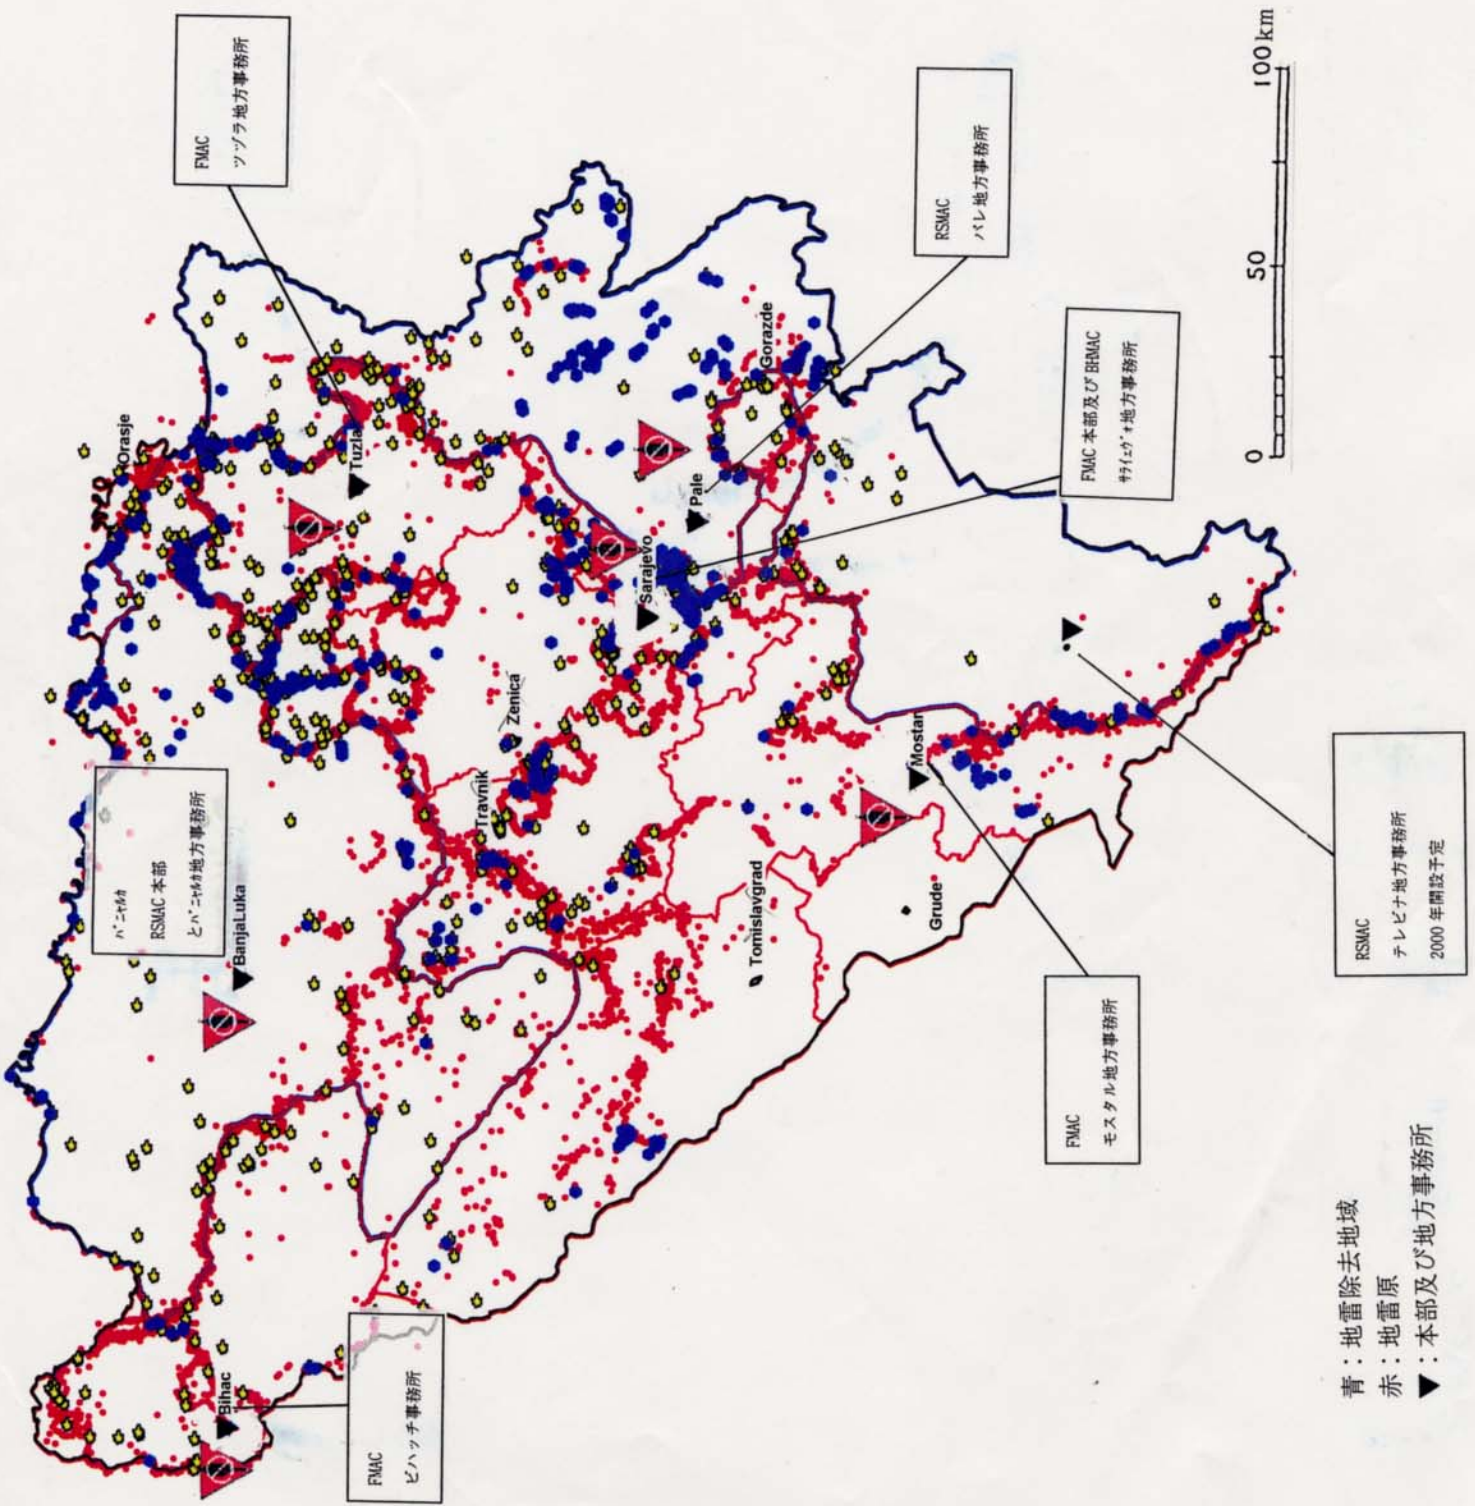 FMAC
ツヅラ地方事務所
RSMAC
パレ地方事務所
FMAC 本部及び BHMAC
サライェヴォ地方事務所
バニャルカ
RSMAC 本部
とバニャルカ地方事務所
RSMAC
テレビナ地方事務所
2000 年開設予定
FMAC
モスタル地方事務所
FMAC
ビハッチ事務所
Orasje
Tuzla
Gorazde
Pale
Sarajevo
Zenica
Travnik
BanjaLuka
Mostar
Tomislavgrad
Grude
Bihac
0
50
100km
青:地雷除去地域
赤:地雷原
▼:本部及び地方事務所